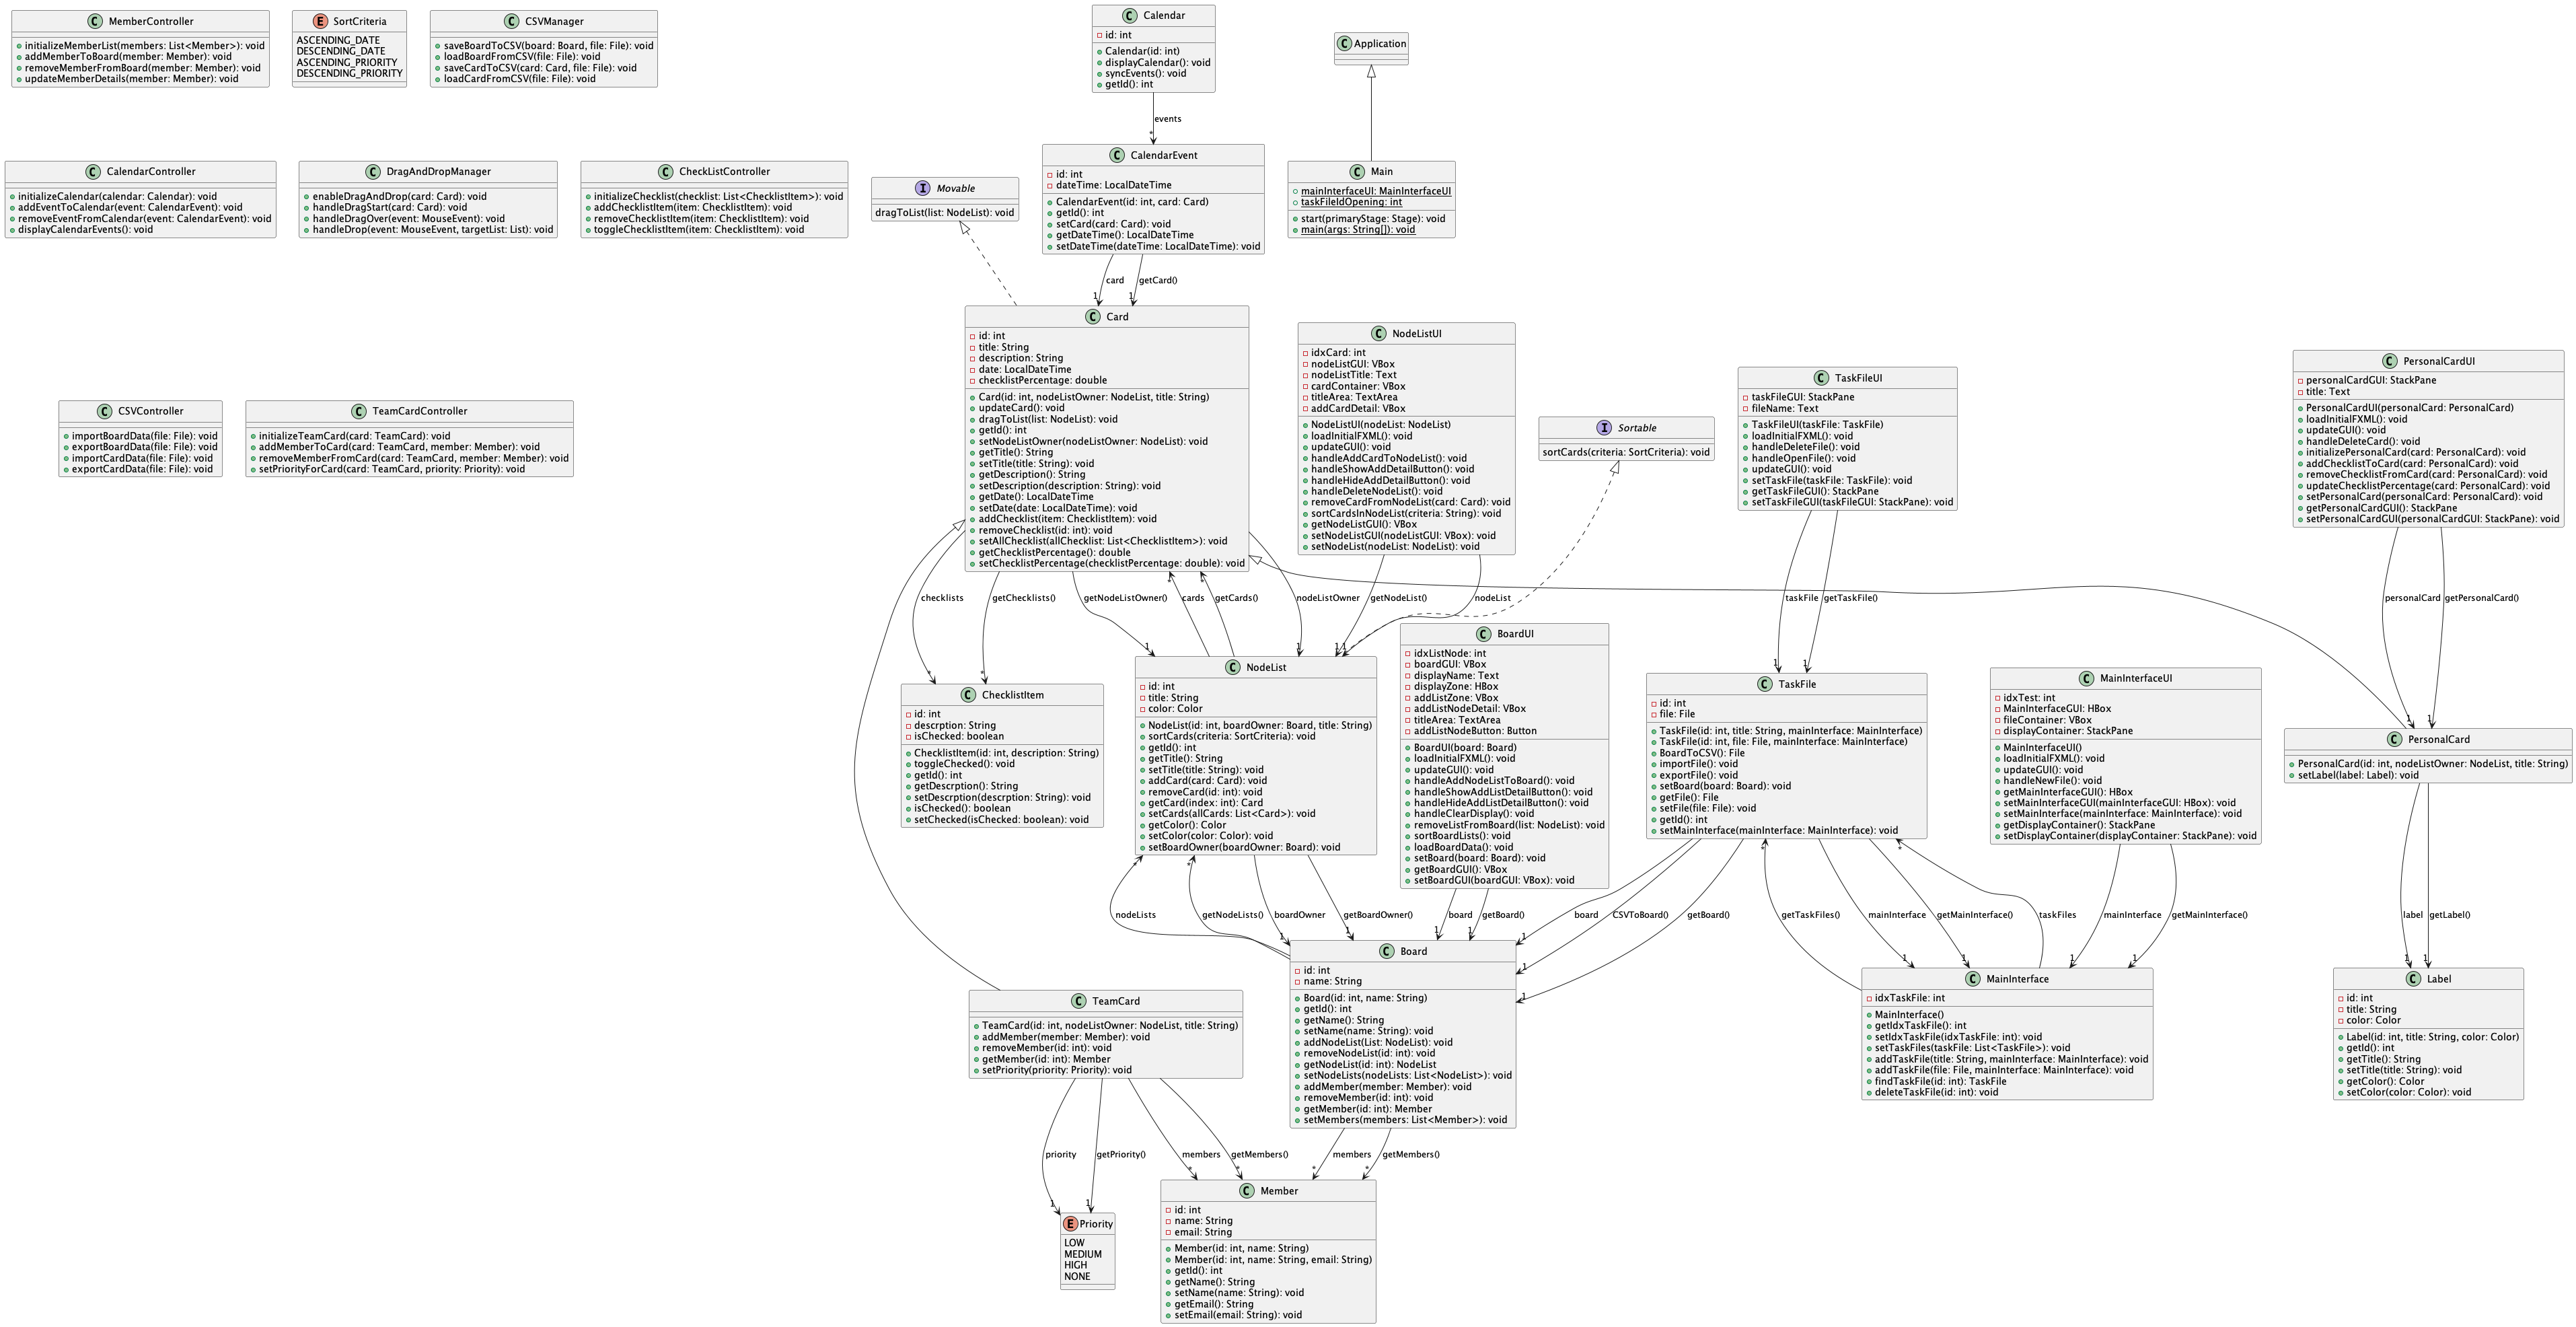 MemberController
initializeMemberList(members: List<Member>): void
addMemberToBoard(member: Member): void
removeMemberFromBoard(member: Member): void
updateMemberDetails(member: Member): void
SortCriteria
ASCENDING_DATE
DESCENDING_DATE
ASCENDING_PRIORITY
DESCENDING_PRIORITY
CSVManager
saveBoardToCSV(board: Board, file: File): void
loadBoardFromCSV(file: File): void
saveCardToCSV(card: Card, file: File): void
loadCardFromCSV(file: File): void
Calendar
id: int
Calendar(id: int)
displayCalendar(): void
syncEvents(): void
getId(): int
Application
events
*
CalendarController
initializeCalendar(calendar: Calendar): void
addEventToCalendar(event: CalendarEvent): void
removeEventFromCalendar(event: CalendarEvent): void
displayCalendarEvents(): void
DragAndDropManager
enableDragAndDrop(card: Card): void
handleDragStart(card: Card): void
handleDragOver(event: MouseEvent): void
handleDrop(event: MouseEvent, targetList: List): void
CheckListController
initializeChecklist(checklist: List<ChecklistItem>): void
addChecklistItem(item: ChecklistItem): void
removeChecklistItem(item: ChecklistItem): void
toggleChecklistItem(item: ChecklistItem): void
Movable
dragToList(list: NodeList): void
CalendarEvent
id: int
dateTime: LocalDateTime
CalendarEvent(id: int, card: Card)
getId(): int
setCard(card: Card): void
getDateTime(): LocalDateTime
setDateTime(dateTime: LocalDateTime): void
Main
mainInterfaceUI: MainInterfaceUI
taskFileIdOpening: int
start(primaryStage: Stage): void
main(args: String[]): void
card
getCard()
1
1
CSVController
importBoardData(file: File): void
exportBoardData(file: File): void
importCardData(file: File): void
exportCardData(file: File): void
TeamCardController
initializeTeamCard(card: TeamCard): void
addMemberToCard(card: TeamCard, member: Member): void
removeMemberFromCard(card: TeamCard, member: Member): void
setPriorityForCard(card: TeamCard, priority: Priority): void
Card
id: int
title: String
description: String
date: LocalDateTime
checklistPercentage: double
Card(id: int, nodeListOwner: NodeList, title: String)
updateCard(): void
dragToList(list: NodeList): void
getId(): int
setNodeListOwner(nodeListOwner: NodeList): void
getTitle(): String
setTitle(title: String): void
getDescription(): String
setDescription(description: String): void
getDate(): LocalDateTime
setDate(date: LocalDateTime): void
addChecklist(item: ChecklistItem): void
removeChecklist(id: int): void
setAllChecklist(allChecklist: List<ChecklistItem>): void
getChecklistPercentage(): double
setChecklistPercentage(checklistPercentage: double): void
NodeListUI
idxCard: int
nodeListGUI: VBox
nodeListTitle: Text
cardContainer: VBox
titleArea: TextArea
addCardDetail: VBox
NodeListUI(nodeList: NodeList)
loadInitialFXML(): void
updateGUI(): void
handleAddCardToNodeList(): void
handleShowAddDetailButton(): void
handleHideAddDetailButton(): void
handleDeleteNodeList(): void
removeCardFromNodeList(card: Card): void
sortCardsInNodeList(criteria: String): void
getNodeListGUI(): VBox
setNodeListGUI(nodeListGUI: VBox): void
setNodeList(nodeList: NodeList): void
Sortable
sortCards(criteria: SortCriteria): void
TaskFileUI
taskFileGUI: StackPane
fileName: Text
TaskFileUI(taskFile: TaskFile)
loadInitialFXML(): void
handleDeleteFile(): void
handleOpenFile(): void
updateGUI(): void
setTaskFile(taskFile: TaskFile): void
getTaskFileGUI(): StackPane
setTaskFileGUI(taskFileGUI: StackPane): void
PersonalCardUI
personalCardGUI: StackPane
title: Text
PersonalCardUI(personalCard: PersonalCard)
loadInitialFXML(): void
updateGUI(): void
handleDeleteCard(): void
initializePersonalCard(card: PersonalCard): void
addChecklistToCard(card: PersonalCard): void
removeChecklistFromCard(card: PersonalCard): void
updateChecklistPercentage(card: PersonalCard): void
setPersonalCard(personalCard: PersonalCard): void
getPersonalCardGUI(): StackPane
setPersonalCardGUI(personalCardGUI: StackPane): void
*
*
checklists
getChecklists()
getNodeListOwner()
cards
getCards()
nodeListOwner
getNodeList()
nodeList
taskFile
getTaskFile()
personalCard
getPersonalCard()
*
*
1
1
1
1
1
1
1
1
ChecklistItem
id: int
descrption: String
isChecked: boolean
ChecklistItem(id: int, description: String)
toggleChecked(): void
getId(): int
getDescrption(): String
setDescrption(descrption: String): void
isChecked(): boolean
setChecked(isChecked: boolean): void
NodeList
id: int
title: String
color: Color
NodeList(id: int, boardOwner: Board, title: String)
sortCards(criteria: SortCriteria): void
getId(): int
getTitle(): String
setTitle(title: String): void
addCard(card: Card): void
removeCard(id: int): void
getCard(index: int): Card
setCards(allCards: List<Card>): void
getColor(): Color
setColor(color: Color): void
setBoardOwner(boardOwner: Board): void
BoardUI
idxListNode: int
boardGUI: VBox
displayName: Text
displayZone: HBox
addListZone: VBox
addListNodeDetail: VBox
titleArea: TextArea
addListNodeButton: Button
BoardUI(board: Board)
loadInitialFXML(): void
updateGUI(): void
handleAddNodeListToBoard(): void
handleShowAddListDetailButton(): void
handleHideAddListDetailButton(): void
handleClearDisplay(): void
removeListFromBoard(list: NodeList): void
sortBoardLists(): void
loadBoardData(): void
setBoard(board: Board): void
getBoardGUI(): VBox
setBoardGUI(boardGUI: VBox): void
TaskFile
id: int
file: File
TaskFile(id: int, title: String, mainInterface: MainInterface)
TaskFile(id: int, file: File, mainInterface: MainInterface)
BoardToCSV(): File
importFile(): void
exportFile(): void
setBoard(board: Board): void
getFile(): File
setFile(file: File): void
getId(): int
setMainInterface(mainInterface: MainInterface): void
MainInterfaceUI
idxTest: int
MainInterfaceGUI: HBox
fileContainer: VBox
displayContainer: StackPane
MainInterfaceUI()
loadInitialFXML(): void
updateGUI(): void
handleNewFile(): void
getMainInterfaceGUI(): HBox
setMainInterfaceGUI(mainInterfaceGUI: HBox): void
setMainInterface(mainInterface: MainInterface): void
getDisplayContainer(): StackPane
setDisplayContainer(displayContainer: StackPane): void
PersonalCard
PersonalCard(id: int, nodeListOwner: NodeList, title: String)
setLabel(label: Label): void
*
*
*
*
nodeLists
getNodeLists()
boardOwner
getBoardOwner()
board
getBoard()
board
CSVToBoard()
getBoard()
getTaskFiles()
mainInterface
getMainInterface()
taskFiles
mainInterface
getMainInterface()
label
getLabel()
1
1
1
1
1
1
1
1
1
1
1
1
1
TeamCard
TeamCard(id: int, nodeListOwner: NodeList, title: String)
addMember(member: Member): void
removeMember(id: int): void
getMember(id: int): Member
setPriority(priority: Priority): void
Board
id: int
name: String
Board(id: int, name: String)
getId(): int
getName(): String
setName(name: String): void
addNodeList(List: NodeList): void
removeNodeList(id: int): void
getNodeList(id: int): NodeList
setNodeLists(nodeLists: List<NodeList>): void
addMember(member: Member): void
removeMember(id: int): void
getMember(id: int): Member
setMembers(members: List<Member>): void
MainInterface
idxTaskFile: int
MainInterface()
getIdxTaskFile(): int
setIdxTaskFile(idxTaskFile: int): void
setTaskFiles(taskFile: List<TaskFile>): void
addTaskFile(title: String, mainInterface: MainInterface): void
addTaskFile(file: File, mainInterface: MainInterface): void
findTaskFile(id: int): TaskFile
deleteTaskFile(id: int): void
Label
id: int
title: String
color: Color
Label(id: int, title: String, color: Color)
getId(): int
getTitle(): String
setTitle(title: String): void
getColor(): Color
setColor(color: Color): void
priority
getPriority()
members
getMembers()
members
getMembers()
1
1
*
*
*
*
Priority
LOW
MEDIUM
HIGH
NONE
Member
id: int
name: String
email: String
Member(id: int, name: String)
Member(id: int, name: String, email: String)
getId(): int
getName(): String
setName(name: String): void
getEmail(): String
setEmail(email: String): void